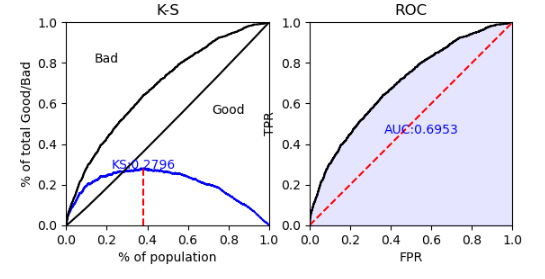 K-S
% of total Good/Bad
1.0
0.8
0.6
0.4
0.2
0.0
Bad
Good
KS:0.2796
0.0 0.2 0.4 0.6 0.8 1.0
% of population
ROC
TPR
1.0
0.8
0.6
0.4
0.2
0.0
AUC:0.6953
0.0 0.2 0.4 0.6 0.8 1.0
FPR